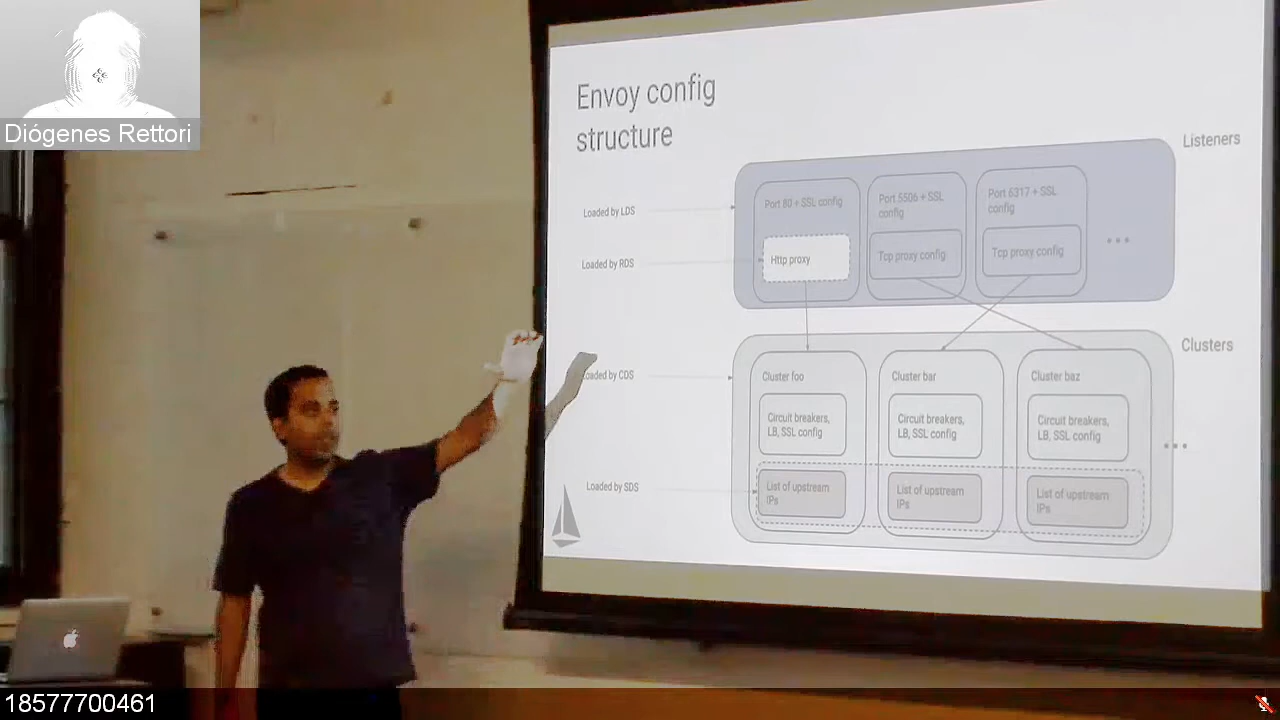 Diógenes Rettori
Envoy config
structure
Listeners
Loaded by LDS
Port 80 + SSL config
Port 5506 + SSL
config
Port 6317 + SSL
config
Loaded by RDS
Http proxy
Tcp proxy config
Tcp proxy config
...
Clusters
Loaded by CDS
Cluster foo
Cluster bar
Cluster baz
Circuit breakers,
LB, SSL config
Circuit breakers,
LB, SSL config
Circuit breakers,
LB, SSL config
...
Loaded by SDS
List of upstream
IPs
List of upstream
IPs
List of upstream
IPs
18577700461